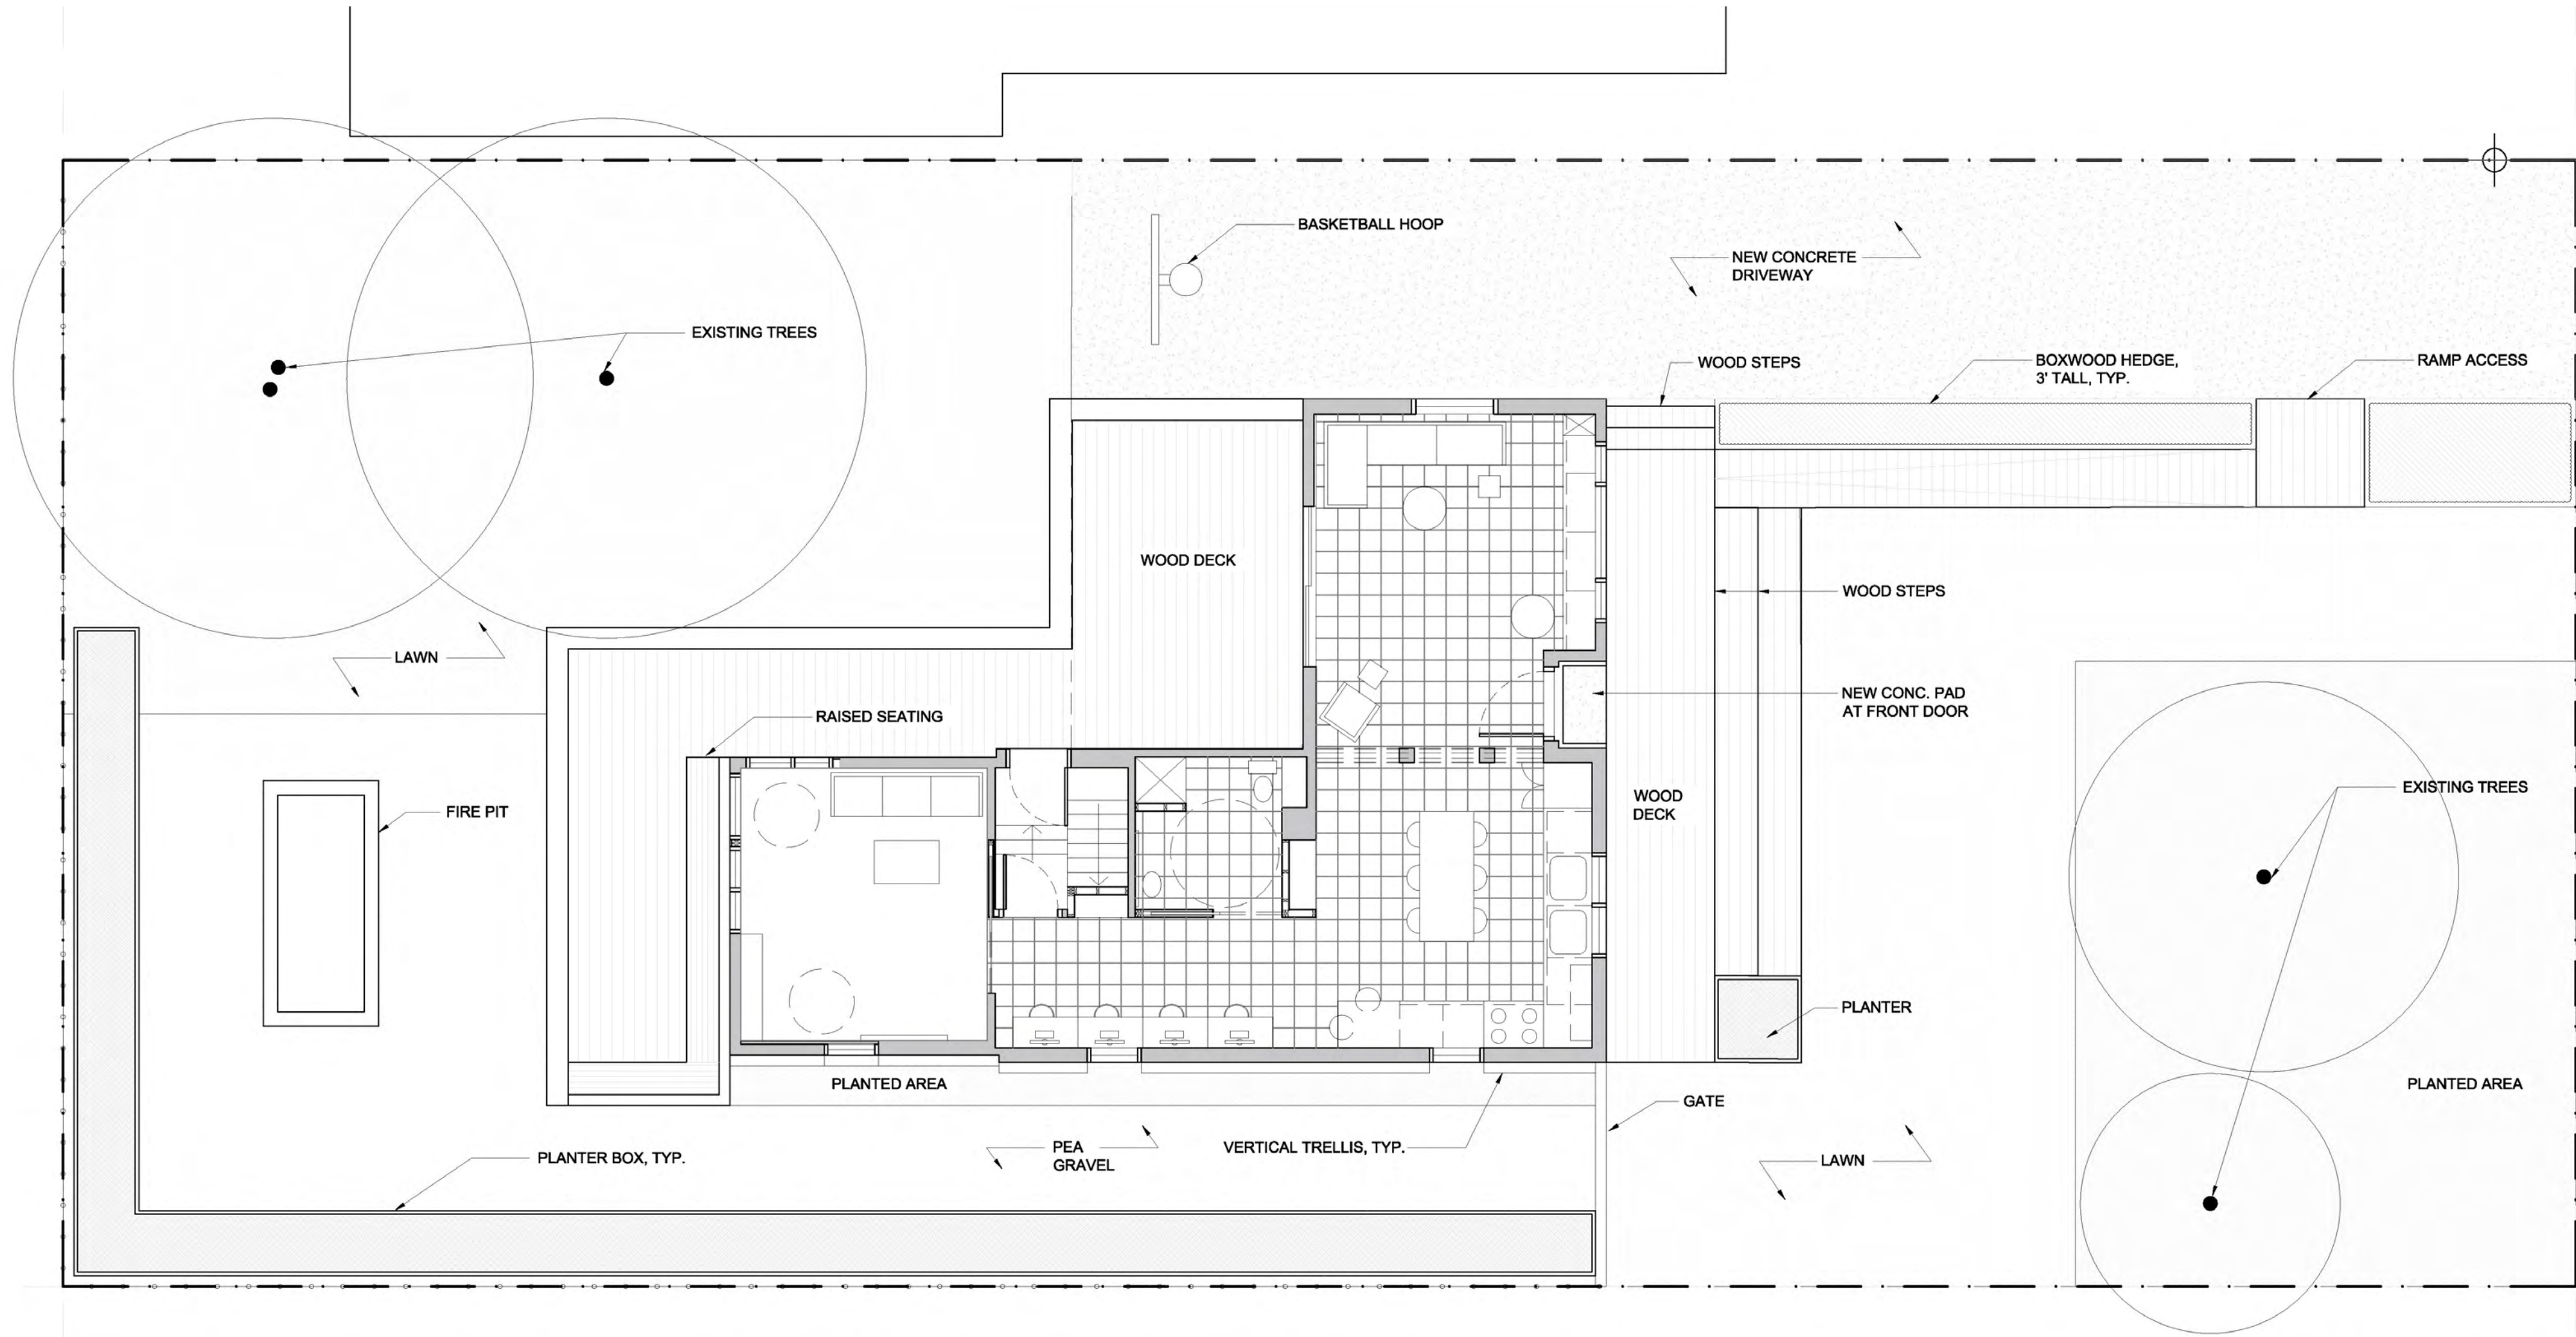 BASKETBALL HOOP
NEW CONCRETE
DRIVEWAY
EXISTING TREES
WOOD STEPS
BOXWOOD HEDGE,
3' TALL, TYP.
RAMP ACCESS
WOOD DECK
WOOD STEPS
LAWN
NEW CONC. PAD
AT FRONT DOOR
RAISED SEATING
EXISTING TREES
WOOD
DECK
FIRE PIT
PLANTER
PLANTED AREA
PLANTED AREA
GATE
PEA
GRAVEL
VERTICAL TRELLIS, TYP.
PLANTER BOX, TYP.
LAWN